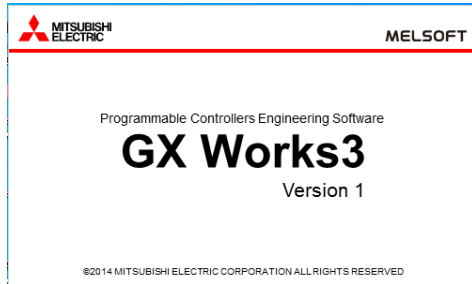 MITSUBISHI
ELECTRIC
MELSOFT
Programmable Controllers Engineering Software
GX Works3
Version 1
©2014 MITSUBISHI ELECTRIC CORPORATION ALL RIGHTS RESERVED